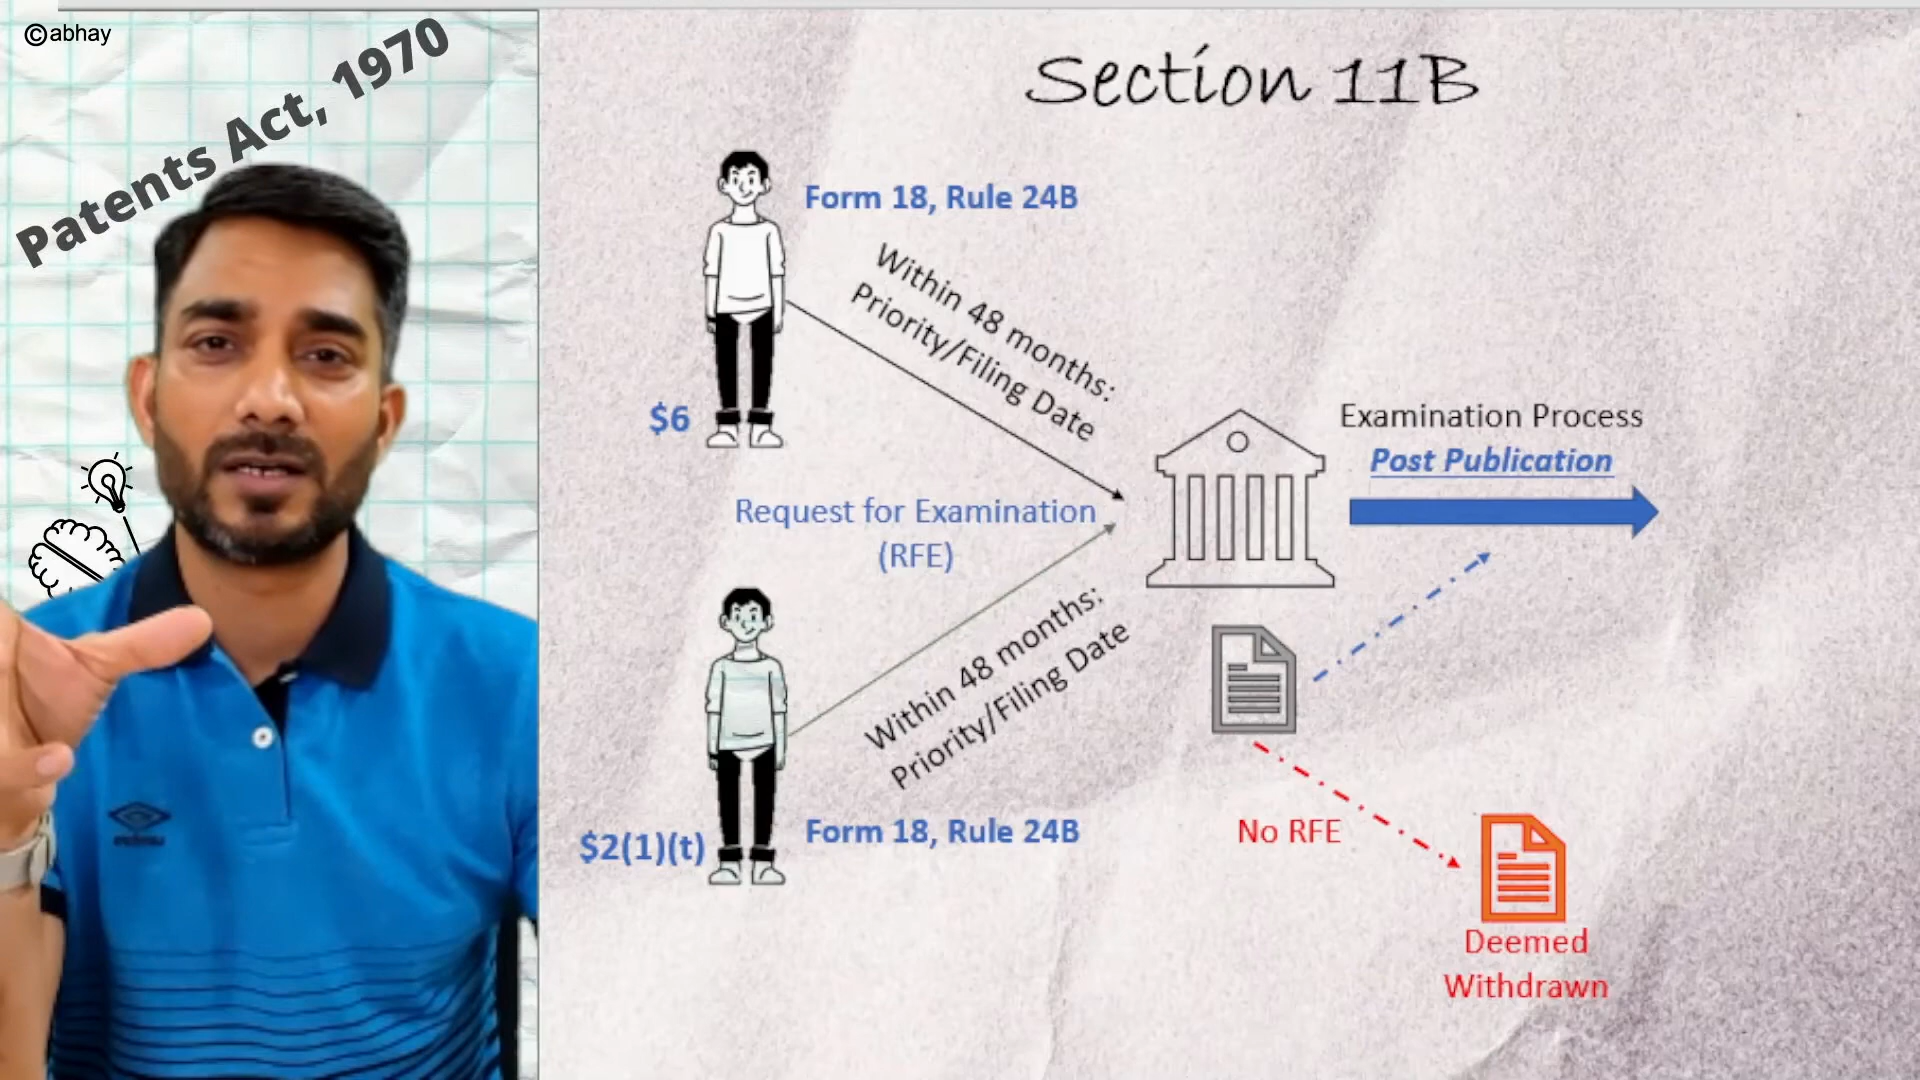 ©abhay
Patents Act, 1970
Section 11B
Form 18, Rule 24B
Within 48 months:
Priority/Filing Date
$6
Request for Examination
(RFE)
Examination Process
Post Publication
Within 48 months:
Priority/Filing Date
$2(1)(t)
Form 18, Rule 24B
No RFE
Deemed
Withdrawn